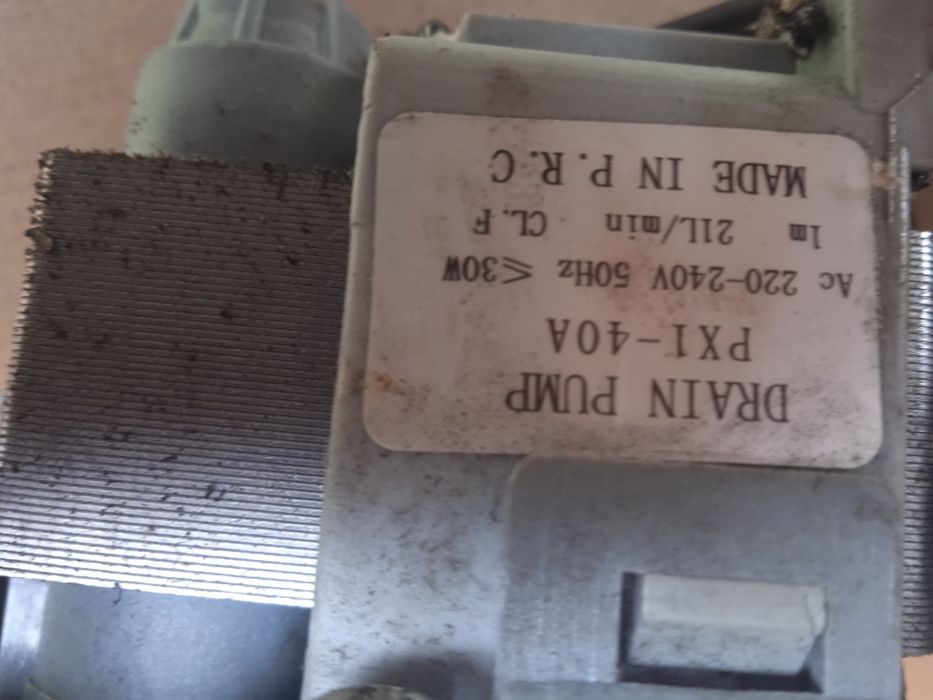 DRAIN PUMP
PX1-40A
Ac 220-240V 50Hz ≤30W
1m 21L/min CL.F
MADE IN P.R.C